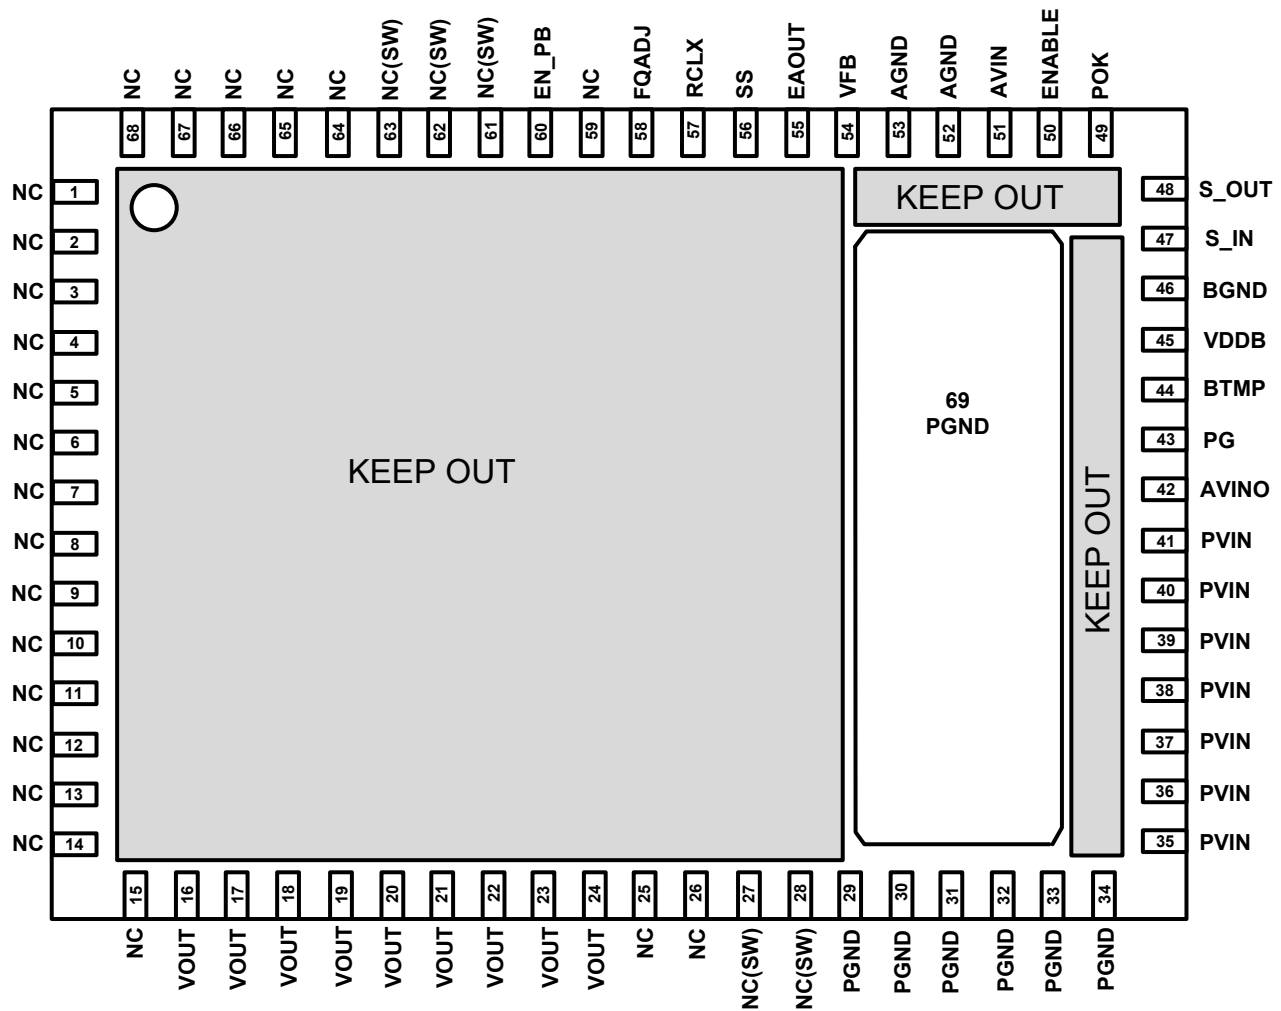 NC NC NC NC NC NC(SW) NC(SW) NC(SW) EN_PB NC FQADJ RCLX SS EAOUT VFB AGND AGND AVIN ENABLE POK
68 67 66 65 64 63 62 61 60 59 58 57 56 55 54 53 52 51 50 49
NC 1
NC 2
NC 3
NC 4
NC 5
NC 6
NC 7
NC 8
NC 9
NC 10
NC 11
NC 12
NC 13
NC 14
KEEP OUT
KEEP OUT
69
PGND
KEEP OUT
48 S_OUT
47 S_IN
46 BGND
45 VDDB
44 BTMP
43 PG
42 AVINO
41 PVIN
40 PVIN
39 PVIN
38 PVIN
37 PVIN
36 PVIN
35 PVIN
15 16 17 18 19 20 21 22 23 24 25 26 27 28 29 30 31 32 33 34
NC VOUT VOUT VOUT VOUT VOUT VOUT VOUT VOUT VOUT NC NC NC(SW) NC(SW) PGND PGND PGND PGND PGND PGND